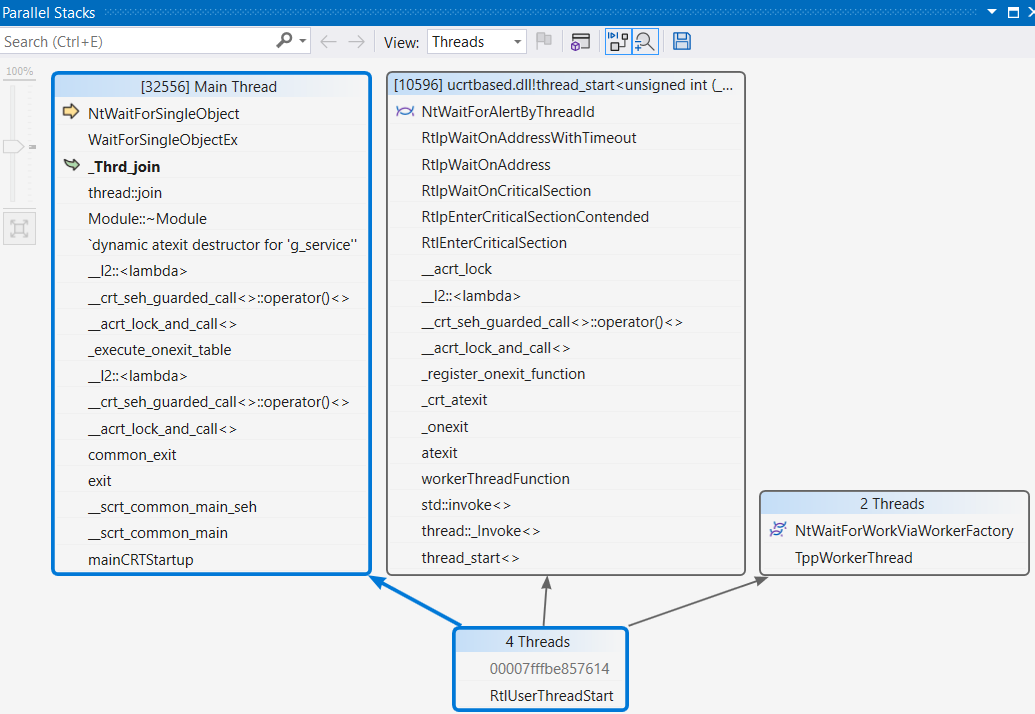 Parallel Stacks
Search (Ctrl+E)
View: Threads
100%
[32556] Main Thread
NtWaitForSingleObject
WaitForSingleObjectEx
_Thrd_join
thread::join
Module::~Module
`dynamic atexit destructor for 'g_service''
__l2::<lambda>
__crt_seh_guarded_call<>::operator()<>
__acrt_lock_and_call<>
_execute_onexit_table
__l2::<lambda>
__crt_seh_guarded_call<>::operator()<>
__acrt_lock_and_call<>
common_exit
exit
__scrt_common_main_seh
__scrt_common_main
mainCRTStartup
[10596] ucrtbased.dll!thread_start<unsigned int (_...
NtWaitForAlertByThreadId
RtlpWaitOnAddressWithTimeout
RtlpWaitOnAddress
RtlpWaitOnCriticalSection
RtlpEnterCriticalSectionContended
RtlEnterCriticalSection
__acrt_lock
__l2::<lambda>
__crt_seh_guarded_call<>::operator()<>
__acrt_lock_and_call<>
_register_onexit_function
_crt_atexit
_onexit
atexit
workerThreadFunction
std::invoke<>
thread::_Invoke<>
thread_start<>
2 Threads
NtWaitForWorkViaWorkerFactory
TppWorkerThread
4 Threads
00007fffbe857614
RtlUserThreadStart